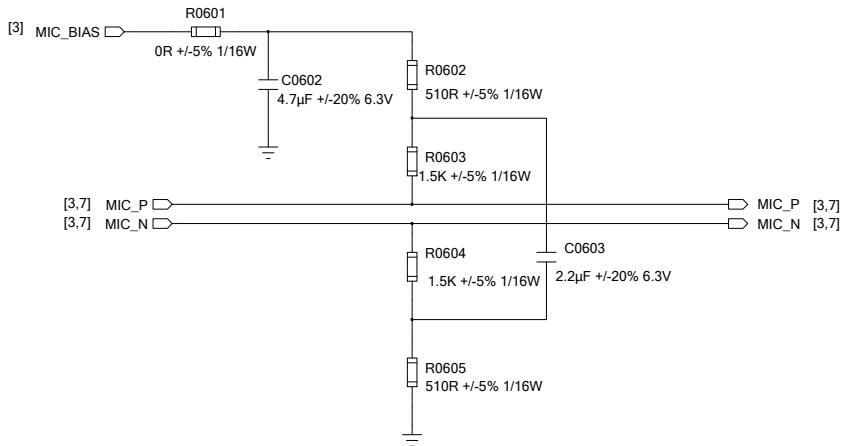 R0601
[3] MIC_BIAS
0R +/-5% 1/16W
C0602
4.7µF +/-20% 6.3V
R0602
510R +/-5% 1/16W
R0603
1.5K +/-5% 1/16W
[3,7] MIC_P
MIC_P [3,7]
[3,7] MIC_N
MIC_N [3,7]
R0604
1.5K +/-5% 1/16W
C0603
2.2µF +/-20% 6.3V
R0605
510R +/-5% 1/16W